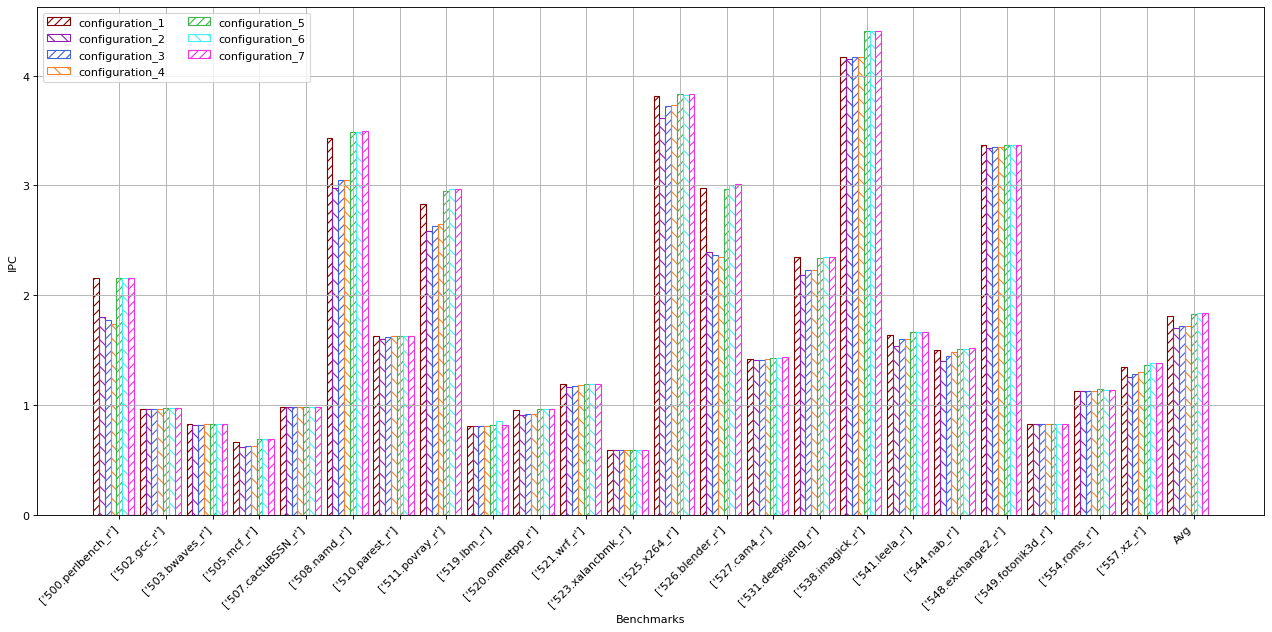 configuration_1
configuration_2
configuration_3
configuration_4
configuration_5
configuration_6
configuration_7
IPC
4
3
2
1
0
['500.perlbench_r']
['502.gcc_r']
['503.bwaves_r']
['505.mcf_r']
['507.cactuBSSN_r']
['508.namd_r']
['510.parest_r']
['511.povray_r']
['519.lbm_r']
['520.omnetpp_r']
['521.wrf_r']
['523.xalancbmk_r']
['525.x264_r']
['526.blender_r']
['527.cam4_r']
['531.deepsjeng_r']
['538.imagick_r']
['541.leela_r']
['544.nab_r']
['548.exchange2_r']
['549.fotonik3d_r']
['554.roms_r']
['557.xz_r']
Avg
Benchmarks